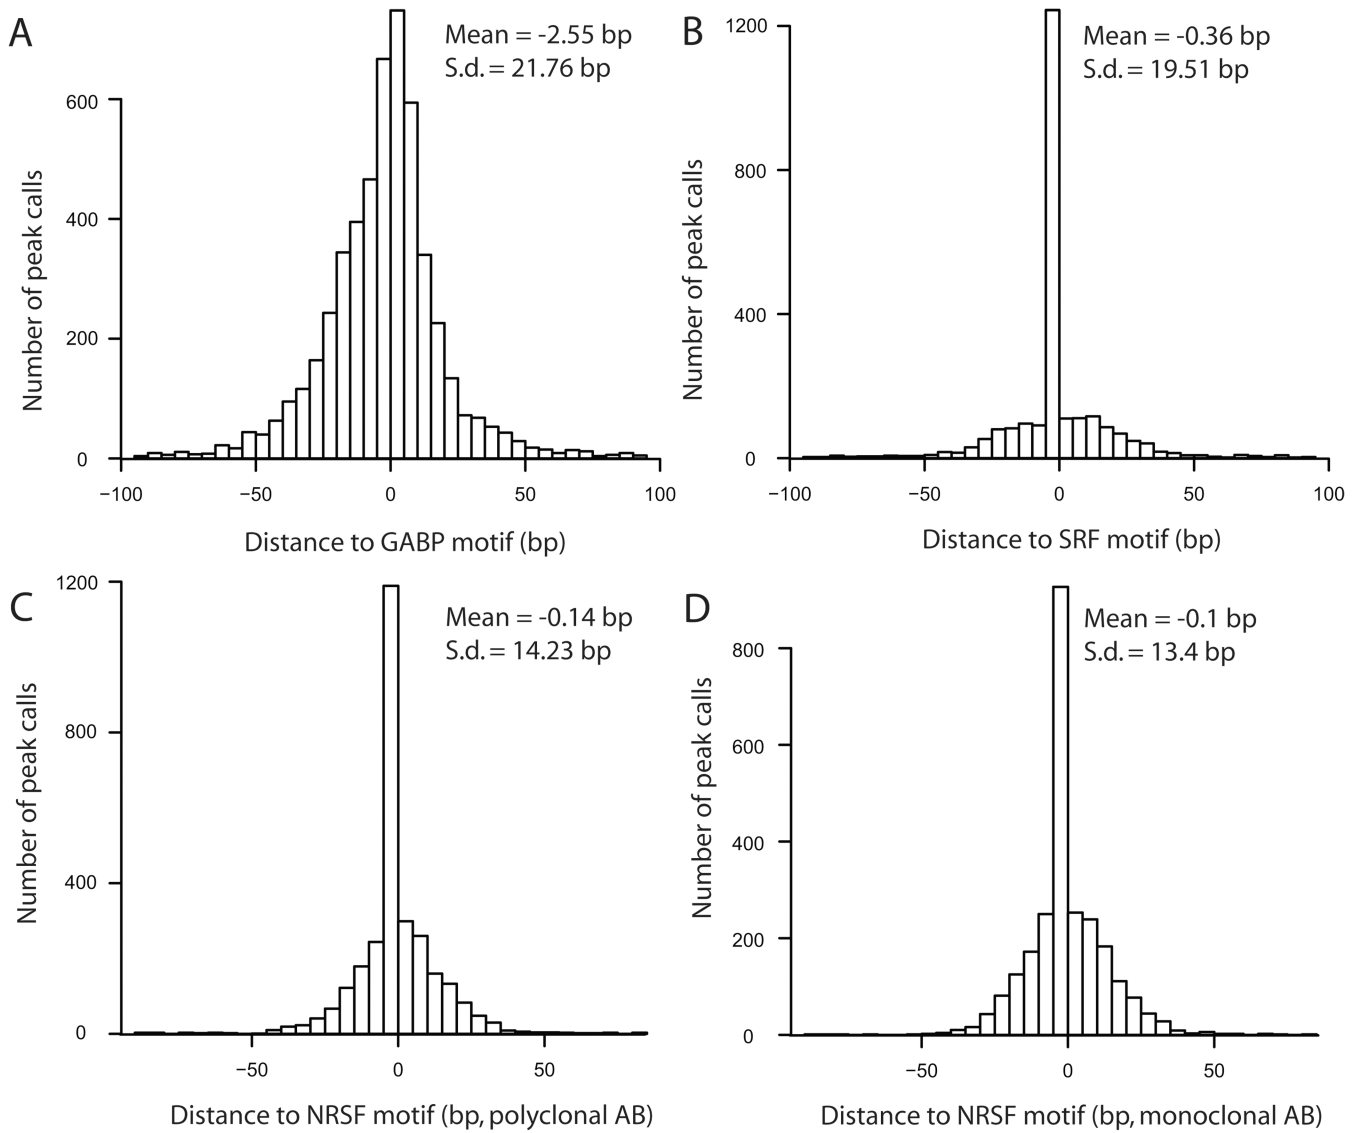 A
Mean = -2.55 bp
S.d. = 21.76 bp
Number of peak calls
600
400
200
0
−100
−50
0
50
100
Distance to GABP motif (bp)
B
Mean = -0.36 bp
S.d. = 19.51 bp
Number of peak calls
1200
800
400
0
−100
−50
0
50
100
Distance to SRF motif (bp)
C
Mean = -0.14 bp
S.d. = 14.23 bp
Number of peak calls
1200
800
400
0
−50
0
50
Distance to NRSF motif (bp, polyclonal AB)
D
Mean = -0.1 bp
S.d. = 13.4 bp
Number of peak calls
800
600
400
200
0
−50
0
50
Distance to NRSF motif (bp, monoclonal AB)